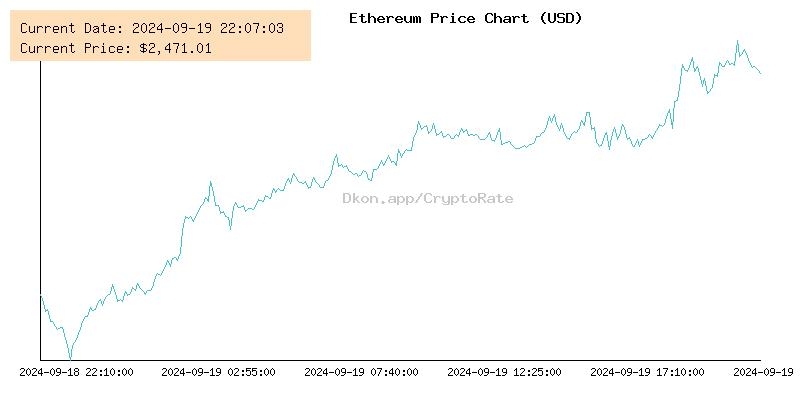 Ethereum Price Chart (USD)
Current Date: 2024-09-19 22:07:03
Current Price: $2,471.01
Dkon.app/CryptoRate
2024-09-18 22:10:00
2024-09-19 02:55:00
2024-09-19 07:40:00
2024-09-19 12:25:00
2024-09-19 17:10:00
2024-09-19